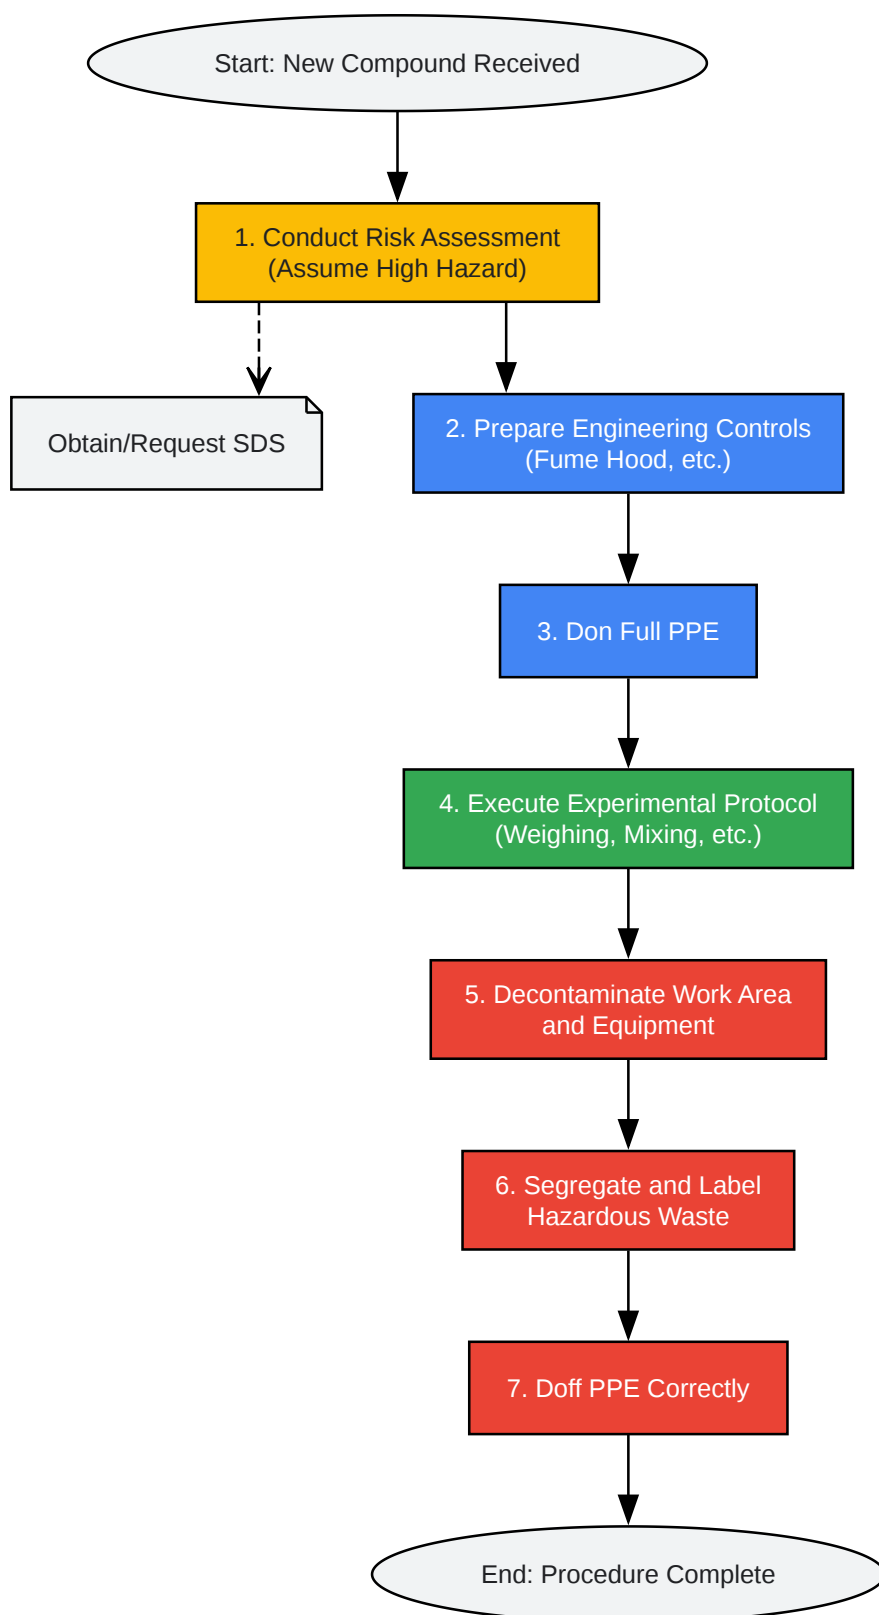 Start: New Compound Received
1. Conduct Risk Assessment
(Assume High Hazard)
Obtain/Request SDS
2. Prepare Engineering Controls
(Fume Hood, etc.)
3. Don Full PPE
4. Execute Experimental Protocol
(Weighing, Mixing, etc.)
5. Decontaminate Work Area
and Equipment
6. Segregate and Label
Hazardous Waste
7. Doff PPE Correctly
End: Procedure Complete